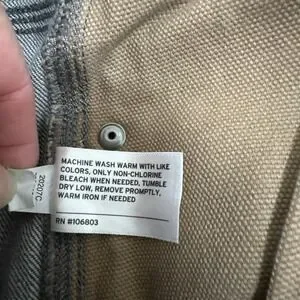 MACHINE WASH WARM WITH LIKE
COLORS, ONLY NON-CHLORINE
BLEACH WHEN NEEDED, TUMBLE
DRY LOW, REMOVE PROMPTLY,
WARM IRON IF NEEDED
RN #106803
20207C